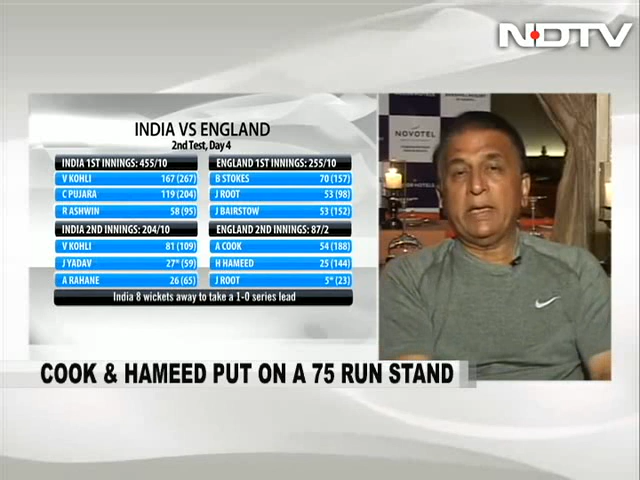 NDTV
INDIA VS ENGLAND
2nd Test, Day 4
INDIA 1ST INNINGS: 455/10
V KOHLI 167 (267)
C PUJARA 119 (204)
R ASHWIN 58 (95)
ENGLAND 1ST INNINGS: 255/10
B STOKES 70 (157)
J ROOT 53 (98)
J BAIRSTOW 53 (152)
INDIA 2ND INNINGS: 204/10
V KOHLI 81 (109)
J YADAV 27* (59)
A RAHANE 26 (65)
ENGLAND 2ND INNINGS: 87/2
A COOK 54 (188)
H HAMEED 25 (144)
J ROOT 5* (23)
India 8 wickets away to take a 1-0 series lead
NOVOTEL
COOK & HAMEED PUT ON A 75 RUN STAND